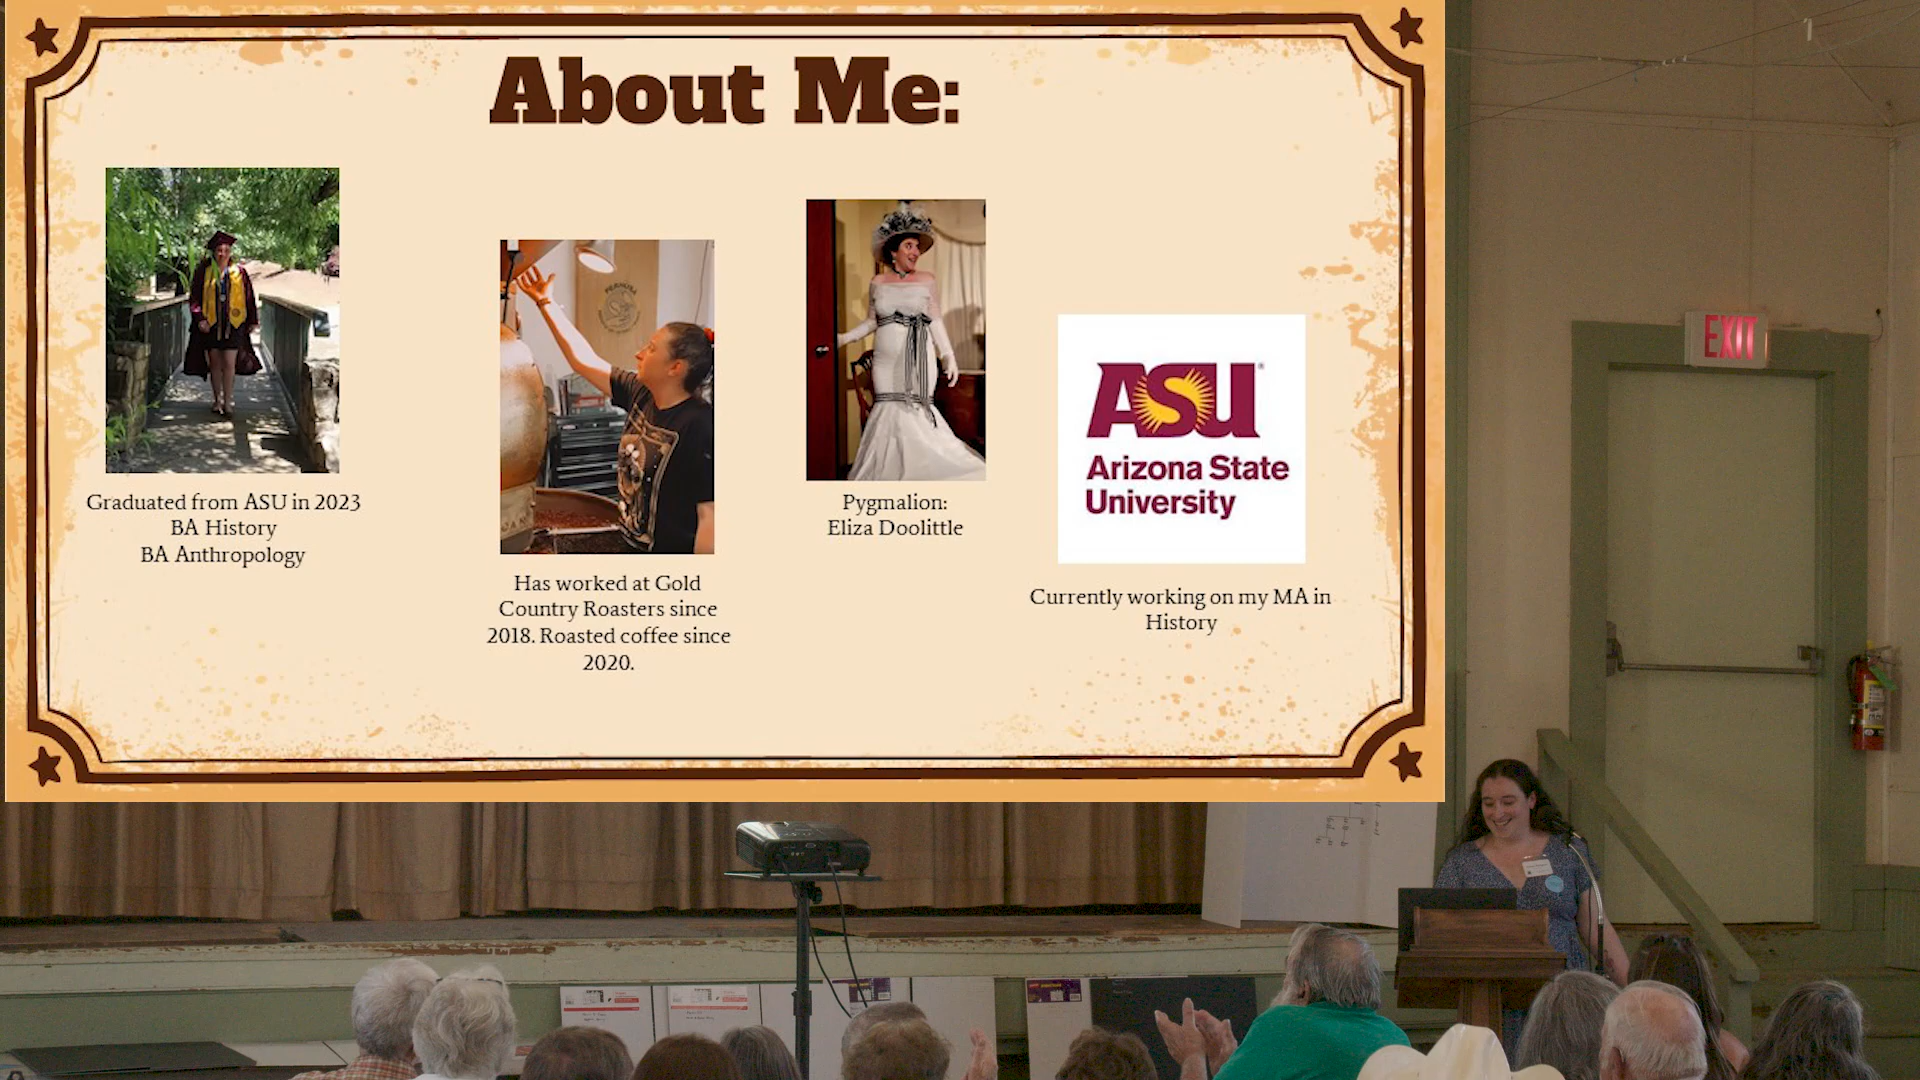 About Me:
Graduated from ASU in 2023
BA History
BA Anthropology
Has worked at Gold
Country Roasters since
2018. Roasted coffee since
2020.
Pygmalion:
Eliza Doolittle
ASU
Arizona State
University
Currently working on my MA in
History
EXIT